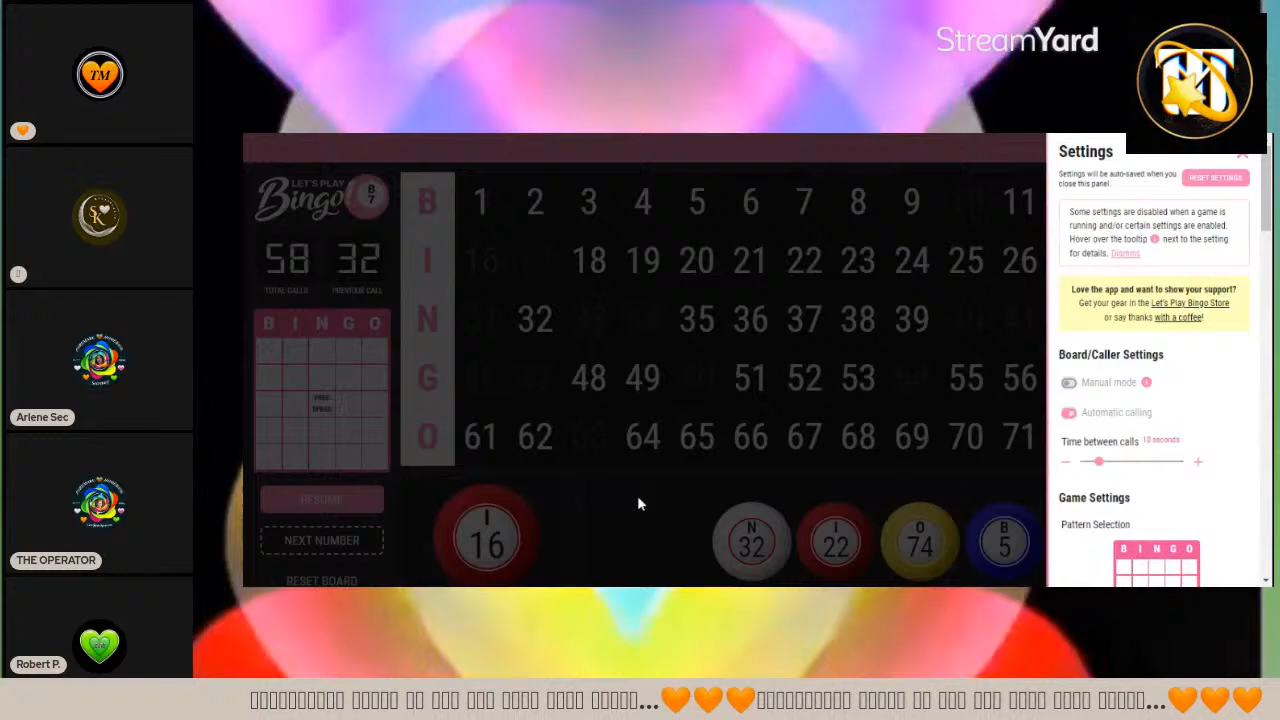 StreamYard
TM
🧡
SK
Arlene Sec
THE OPERATOR
Robert P.
LET'S PLAY
Bingo
B
7
58 32
TOTAL CALLS PREVIOUS CALL
B I N G O
FREE
SPACE
RESUME
NEXT NUMBER
RESET BOARD
B 1 2 3 4 5 6 7 8 9 11
I 16 18 19 20 21 22 23 24 25 26
N 32 35 36 37 38 39
G 48 49 51 52 53 55 56
O 61 62 64 65 66 67 68 69 70 71
I
16
N
32
I
22
O
74
B
5
Settings
Settings will be auto-saved when you
close this panel.
RESET SETTINGS
Some settings are disabled when a game is
running and/or certain settings are enabled.
Hover over the tooltip i next to the setting
for details. Dismiss
Love the app and want to show your support?
Get your gear in the Let's Play Bingo Store
or say thanks with a coffee!
Board/Caller Settings
Manual mode
Automatic calling
Time between calls 10 seconds
− +
Game Settings
Pattern Selection
B I N G O